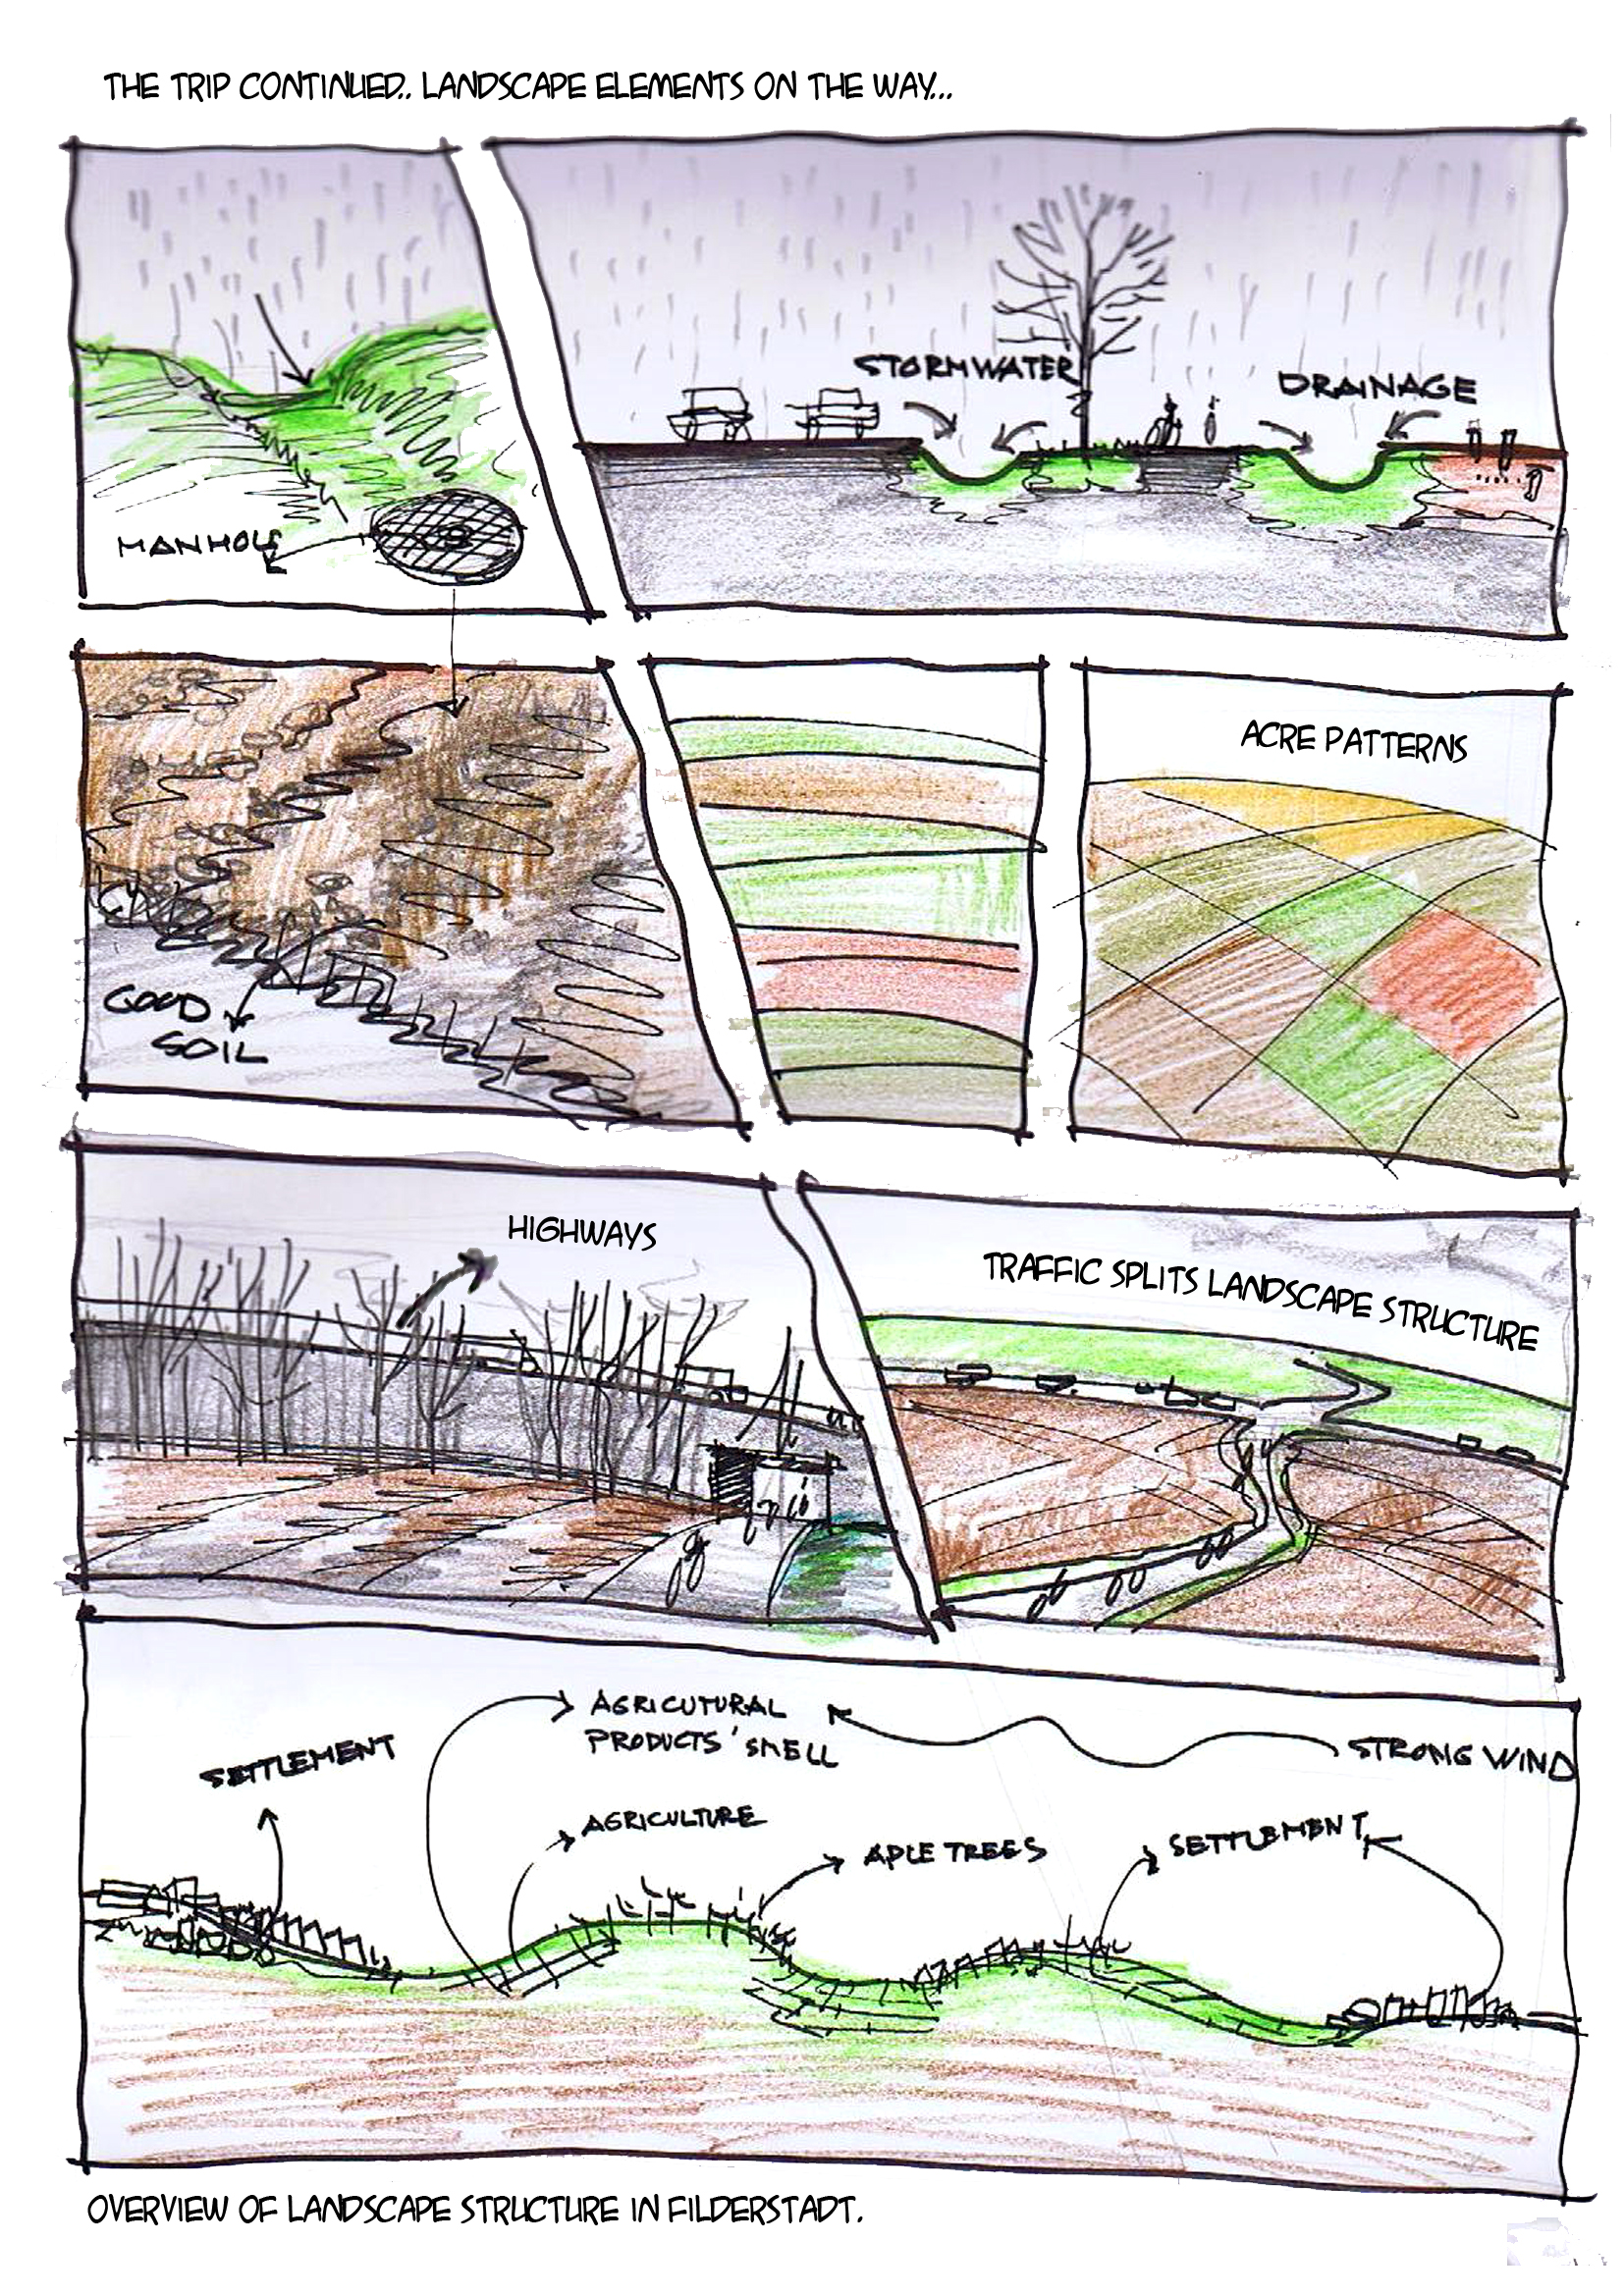 THE TRIP CONTINUED.. LANDSCAPE ELEMENTS ON THE WAY...
MANHOLE
STORMWATER
DRAINAGE
GOOD
SOIL
ACRE PATTERNS
HIGHWAYS
TRAFFIC SPLITS LANDSCAPE STRUCTURE
SETTLEMENT
AGRICUTURAL
PRODUCTS' SMELL
STRONG WIND
AGRICULTURE
APLE TREES
SETTLEMENT
OVERVIEW OF LANDSCAPE STRUCTURE IN FILDERSTADT.